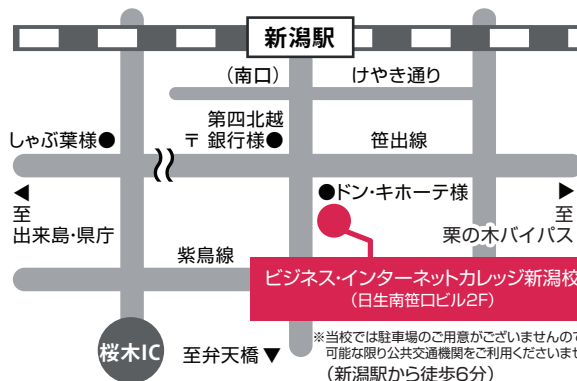 新潟駅
(南口)
けやき通り
第四北越
〒 銀行様●
しゃぶ葉様●
笹出線
◀
至
出来島・県庁
●ドン・キホーテ様
▶
至
栗の木バイパス
紫鳥線
ビジネス・インターネットカレッジ新潟校
(日生南笹口ビル2F)
桜木IC
至弁天橋▼
※当校では駐車場のご用意がございませんので
可能な限り公共交通機関をご利用くださいませ
(新潟駅から徒歩6分)